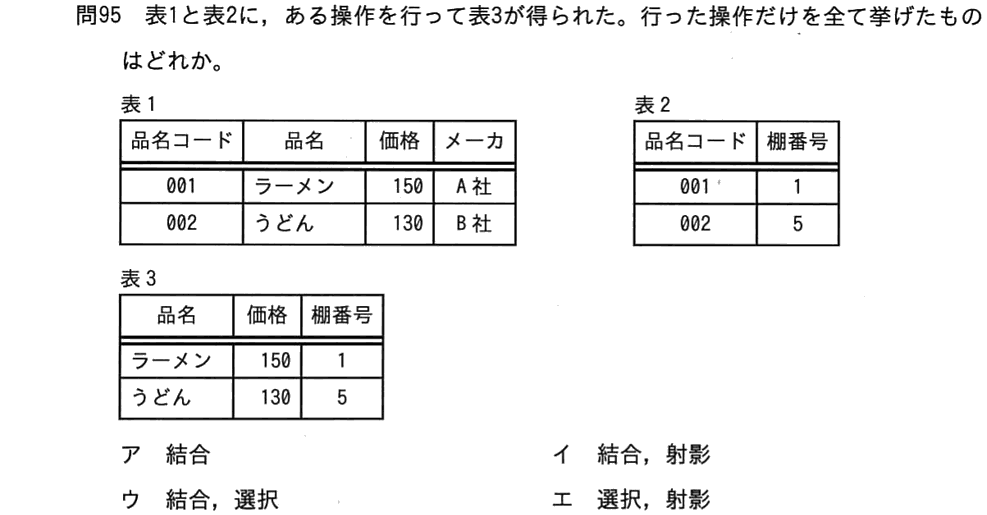 問95 表1と表2に，ある操作を行って表3が得られた。行った操作だけを全て挙げたもの
はどれか。
表1
品名コード 品名 価格 メーカ
001 ラーメン 150 A社
002 うどん 130 B社
表2
品名コード 棚番号
001 1
002 5
表3
品名 価格 棚番号
ラーメン 150 1
うどん 130 5
ア 結合 イ 結合，射影
ウ 結合，選択 エ 選択，射影